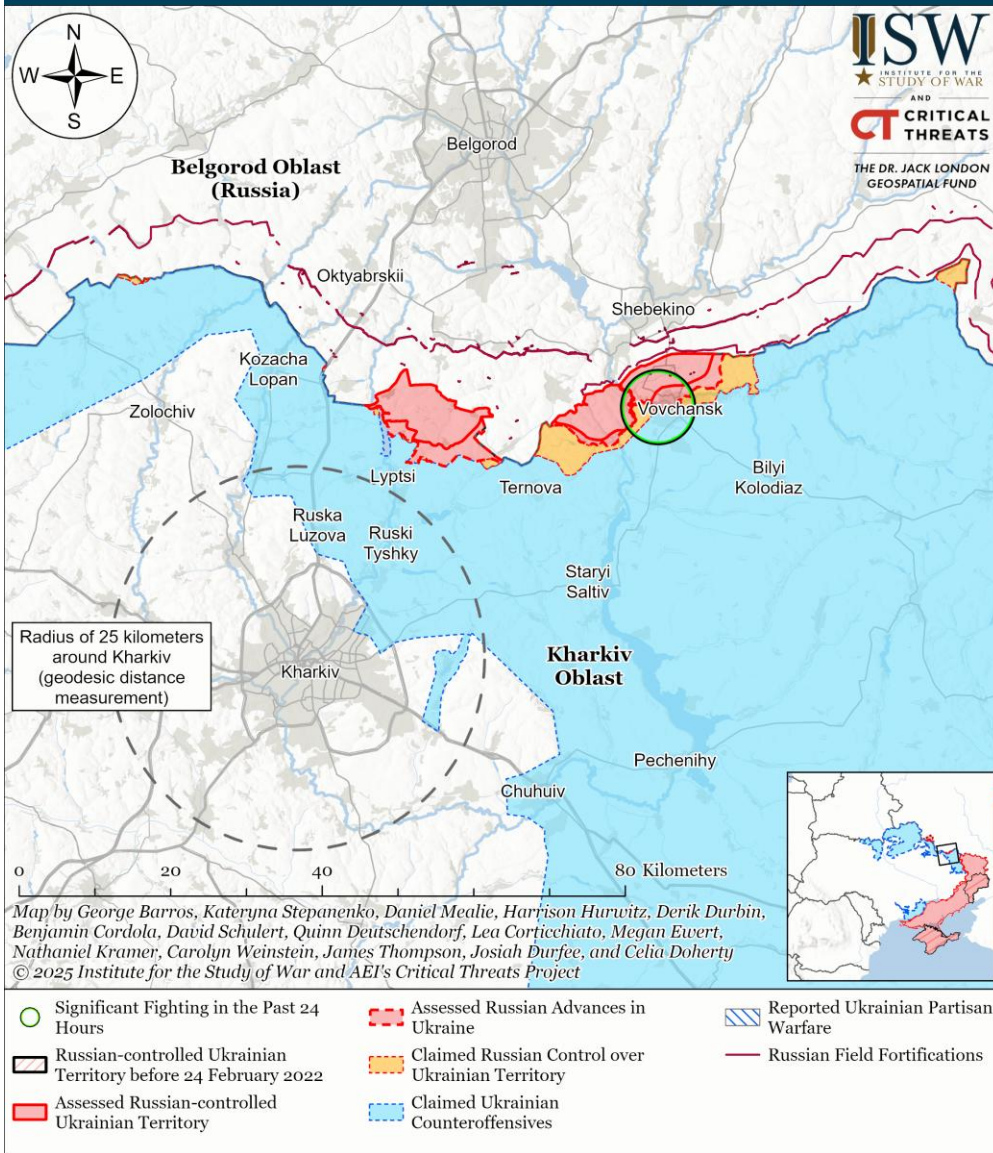 N
W
E
S
ISW
INSTITUTE FOR THE
STUDY OF WAR
AND
CT CRITICAL
THREATS
THE DR. JACK LONDON
GEOSPATIAL FUND
Belgorod
Belgorod Oblast
(Russia)
Oktyabrskii
Shebekino
Kozacha
Lopan
Zolochiv
Vovchansk
Lyptsi
Ternova
Bilyi
Kolodiaz
Ruska
Luzova
Ruski
Tyshky
Staryi
Saltiv
Radius of 25 kilometers
around Kharkiv
(geodesic distance
measurement)
Kharkiv
Kharkiv
Oblast
Pechenihy
Chuhuiv
0 20 40 80 Kilometers
Map by George Barros, Kateryna Stepanenko, Daniel Mealie, Harrison Hurwitz, Derik Durbin,
Benjamin Cordola, David Schulert, Quinn Deutschendorf, Lea Corticchiato, Megan Ewert,
Nathaniel Kramer, Carolyn Weinstein, James Thompson, Josiah Durfee, and Celia Doherty
© 2025 Institute for the Study of War and AEI's Critical Threats Project
Significant Fighting in the Past 24
Hours
Russian-controlled Ukrainian
Territory before 24 February 2022
Assessed Russian-controlled
Ukrainian Territory
Assessed Russian Advances in
Ukraine
Claimed Russian Control over
Ukrainian Territory
Claimed Ukrainian
Counteroffensives
Reported Ukrainian Partisan
Warfare
Russian Field Fortifications